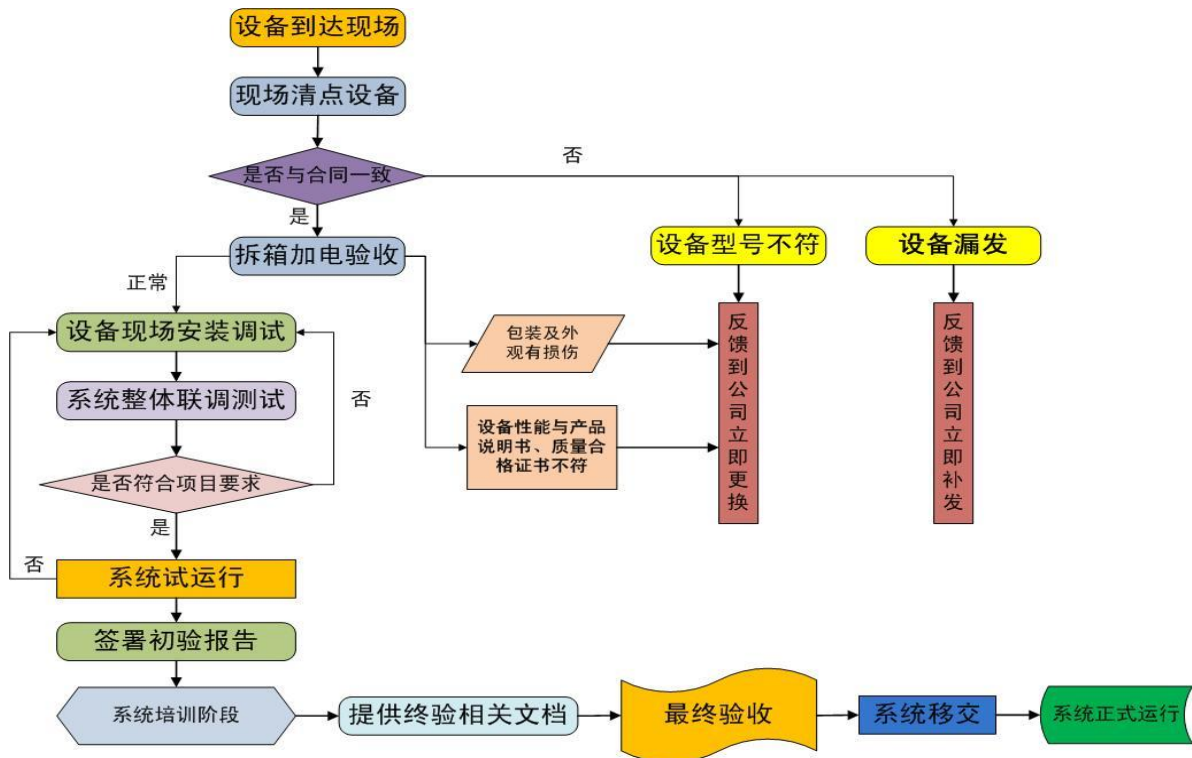 设备到达现场
现场清点设备
否
是否与合同一致
是
拆箱加电验收
设备型号不符
设备漏发
正常
设备现场安装调试
包装及外
观有损伤
反馈到公司立即更换
反馈到公司立即补发
系统整体联调测试
否
设备性能与产品
说明书、质量合
格证书不符
是否符合项目要求
是
否
系统试运行
签署初验报告
系统培训阶段
提供终验相关文档
最终验收
系统移交
系统正式运行